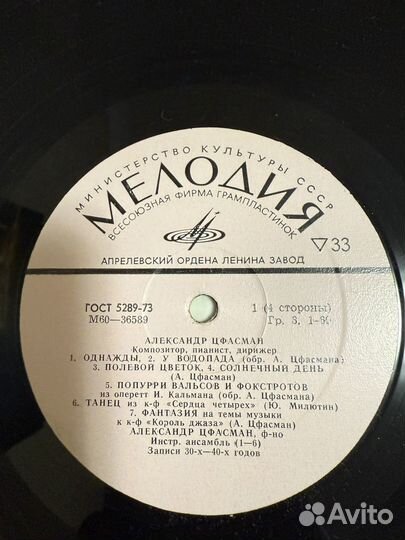 МИНИСТЕРСТВО КУЛЬТУРЫ СССР
МЕЛОДИЯ
ВСЕСОЮЗНАЯ ФИРМА ГРАМПЛАСТИНОК
▽33
АПРЕЛЕВСКИЙ ОРДЕНА ЛЕНИНА ЗАВОД
ГОСТ 5289-73
М60—36589
1 (4 стороны)
Гр. 3. 1-90
АЛЕКСАНДР ЦФАСМАН
Композитор, пианист, дирижер
1. ОДНАЖДЫ, 2. У ВОДОПАДА (обр. А. Цфасмана)
3. ПОЛЕВОЙ ЦВЕТОК, 4. СОЛНЕЧНЫЙ ДЕНЬ
(А. Цфасман)
5. ПОПУРРИ ВАЛЬСОВ И ФОКСТРОТОВ
из оперетт И. Кальмана (обр. А. Цфасмана)
6. ТАНЕЦ из к-ф «Сердца четырех» (Ю. Милютин)
7. ФАНТАЗИЯ на темы музыки
к к-ф «Король джаза» (А. Цфасман)
АЛЕКСАНДР ЦФАСМАН, ф-но
Инстр. ансамбль (1—6)
Записи 30-х—40-х годов
Avito